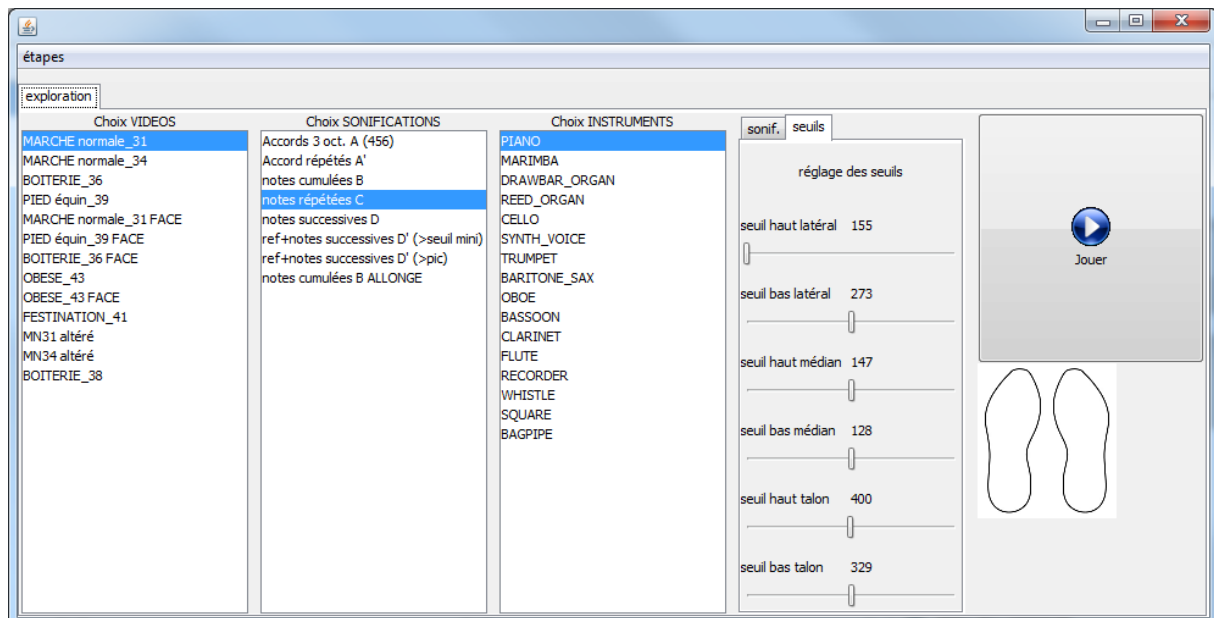 étapes
exploration
Choix VIDEOS
MARCHE normale_31
MARCHE normale_34
BOITERIE_36
PIED équin_39
MARCHE normale_31 FACE
PIED équin_39 FACE
BOITERIE_36 FACE
OBESE_43
OBESE_43 FACE
FESTINATION_41
MN31 altéré
MN34 altéré
BOITERIE_38
Choix SONIFICATIONS
Accords 3 oct. A (456)
Accord répétés A'
notes cumulées B
notes répétées C
notes successives D
ref+notes successives D' (>seuil mini)
ref+notes successives D' (>pic)
notes cumulées B ALLONGE
Choix INSTRUMENTS
PIANO
MARIMBA
DRAWBAR_ORGAN
REED_ORGAN
CELLO
SYNTH_VOICE
TRUMPET
BARITONE_SAX
OBOE
BASSOON
CLARINET
FLUTE
RECORDER
WHISTLE
SQUARE
BAGPIPE
sonif. seuils
réglage des seuils
seuil haut latéral 155
seuil bas latéral 273
seuil haut médian 147
seuil bas médian 128
seuil haut talon 400
seuil bas talon 329
Jouer